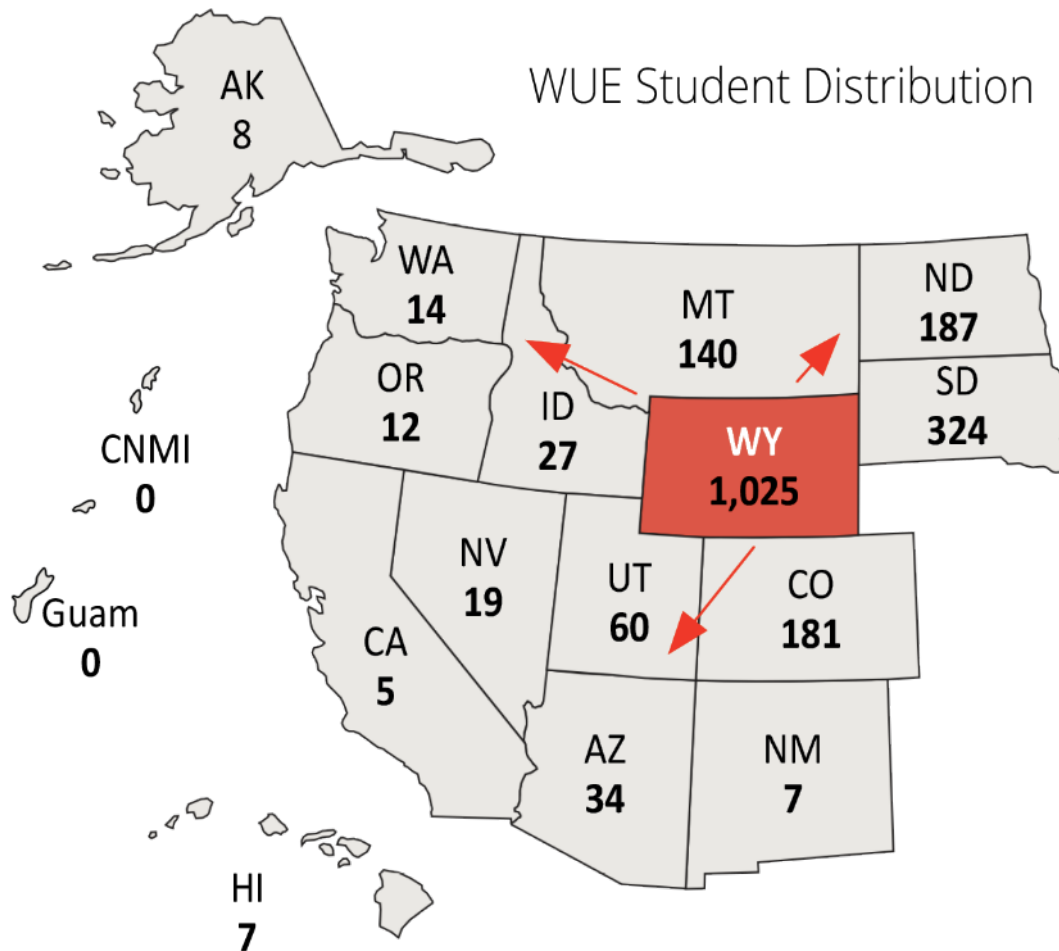 WUE Student Distribution
AK
8
WA
14
MT
140
ND
187
OR
12
ID
27
WY
1,025
SD
324
CNMI
0
NV
19
UT
60
CO
181
Guam
0
CA
5
AZ
34
NM
7
HI
7